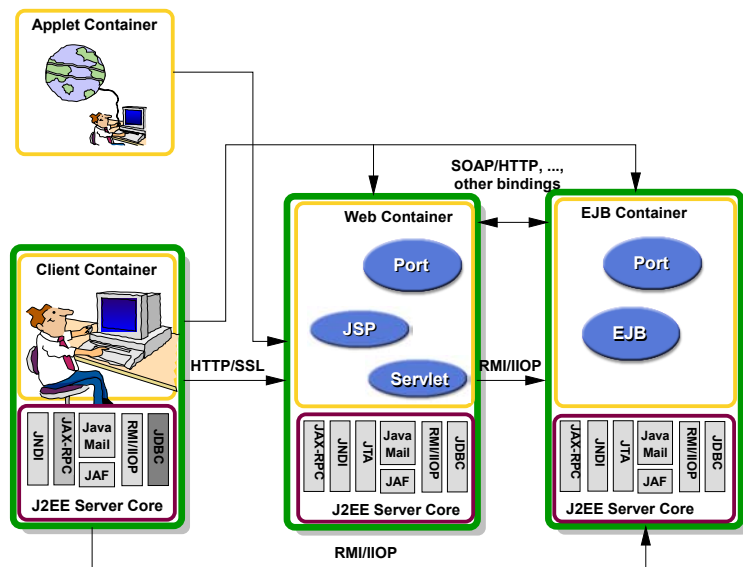 Applet Container
SOAP/HTTP, ...,
other bindings
Web Container
EJB Container
Client Container
Port
Port
JSP
EJB
HTTP/SSL
Servlet
RMI/IIOP
JNDI
JAX-RPC
Java
Mail
JAF
RMI/IIOP
JDBC
J2EE Server Core
JAX-RPC
JNDI
JTA
Java
Mail
JAF
RMI/IIOP
JDBC
J2EE Server Core
JAX-RPC
JNDI
JTA
Java
Mail
JAF
RMI/IIOP
JDBC
J2EE Server Core
RMI/IIOP